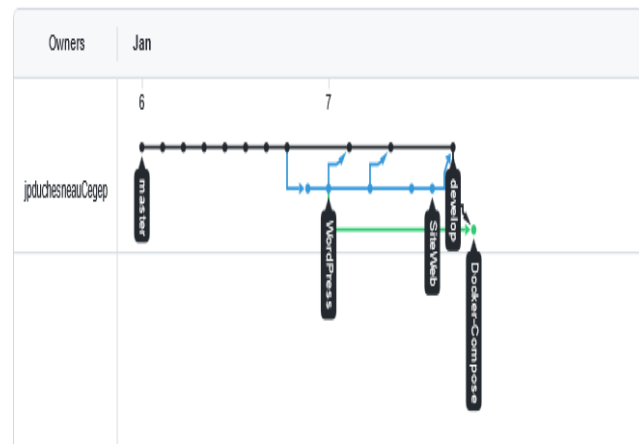 Owners
Jan
6
7
jpduchesneauCegep
master
WordPress
SiteWeb
develop
Docker-Compose